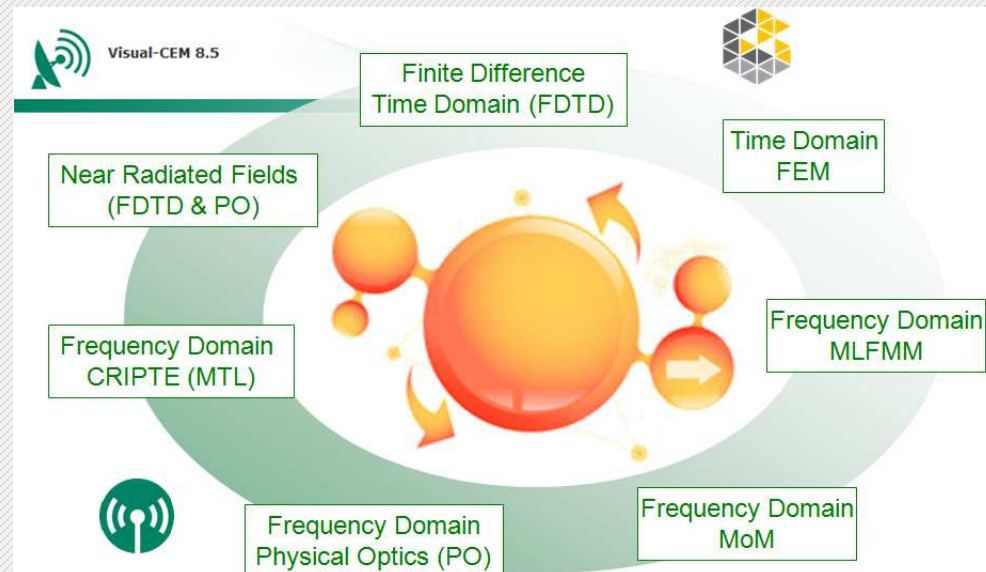 Visual-CEM 8.5
Finite Difference
Time Domain (FDTD)
Time Domain
FEM
Near Radiated Fields
(FDTD & PO)
Frequency Domain
MLFMM
Frequency Domain
CRIPTE (MTL)
Frequency Domain
MoM
Frequency Domain
Physical Optics (PO)